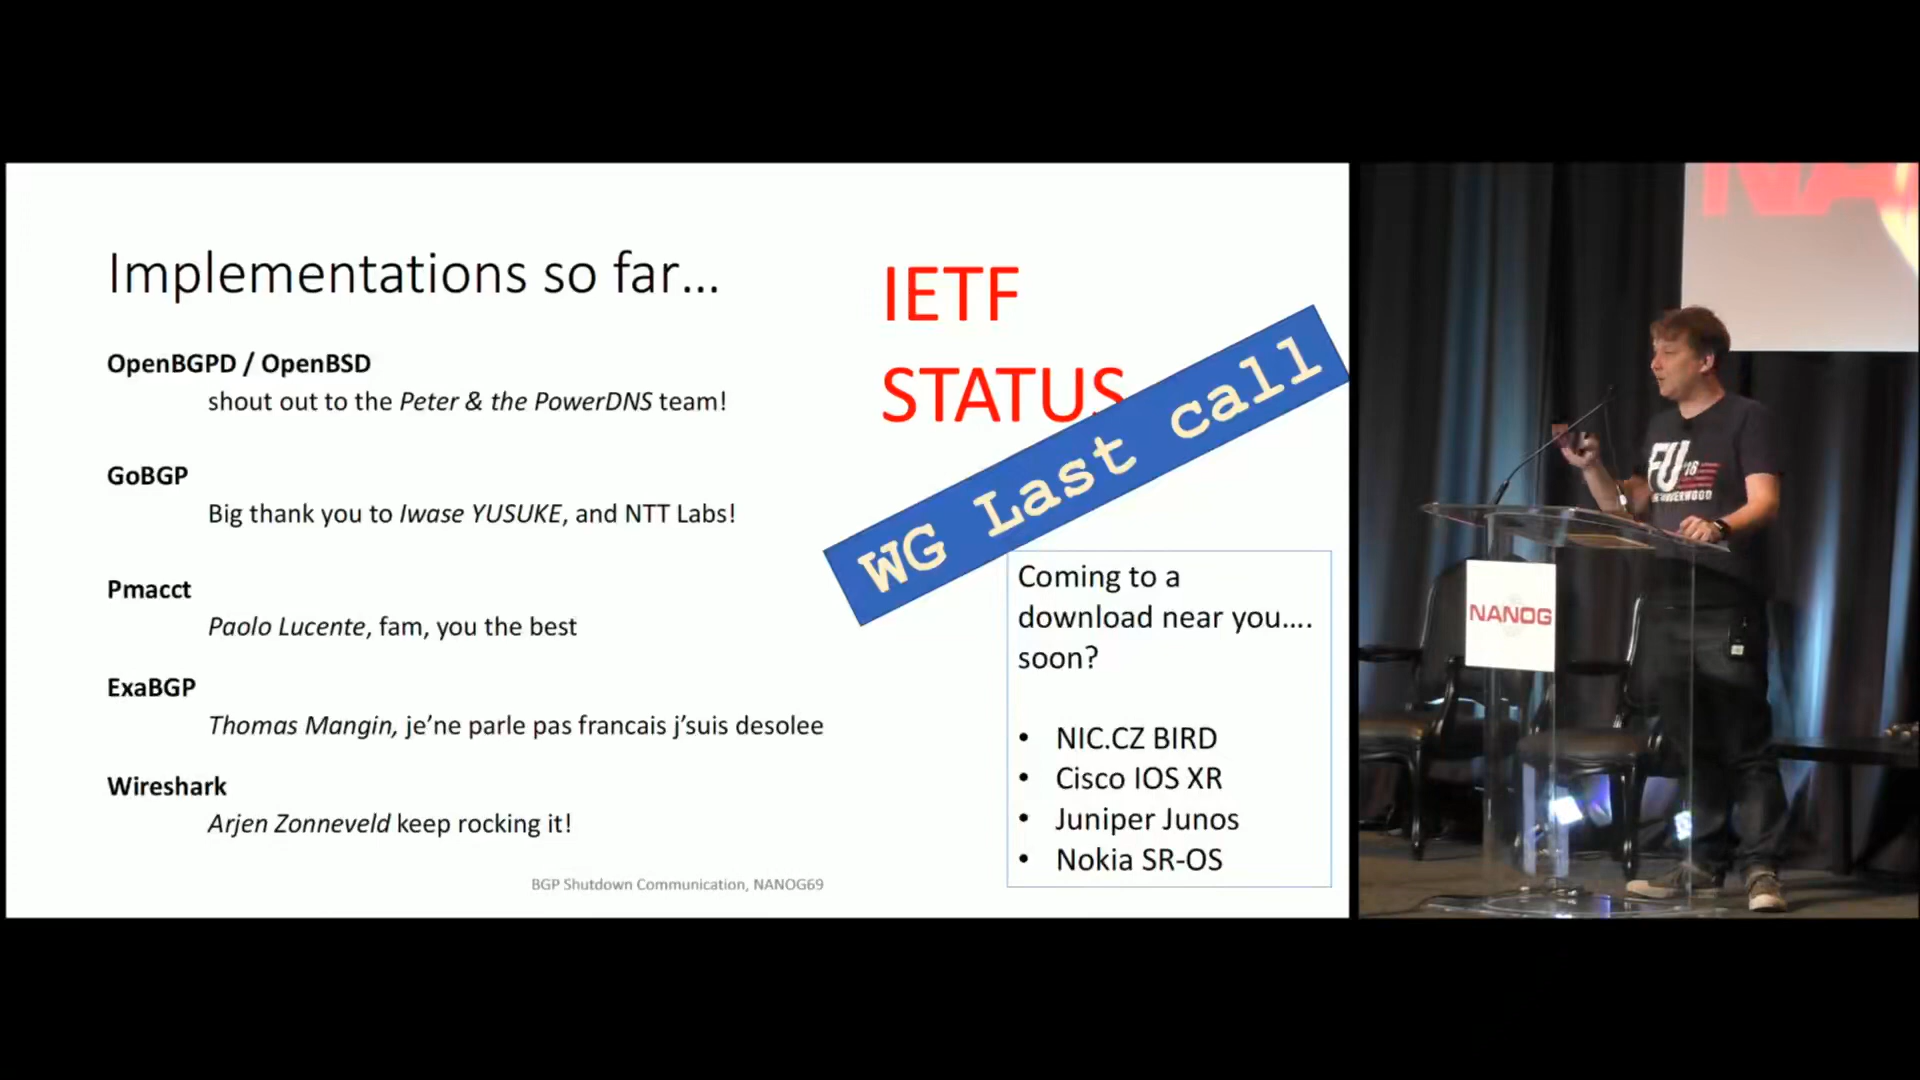 Implementations so far...
OpenBGPD / OpenBSD
shout out to the Peter & the PowerDNS team!
GoBGP
Big thank you to Iwase YUSUKE, and NTT Labs!
Pmacct
Paolo Lucente, fam, you the best
ExaBGP
Thomas Mangin, je’ne parle pas francais j’suis desolee
Wireshark
Arjen Zonneveld keep rocking it!
BGP Shutdown Communication, NANOG69
IETF
STATUS
WG Last call
Coming to a
download near you....
soon?
• NIC.CZ BIRD
• Cisco IOS XR
• Juniper Junos
• Nokia SR-OS
NA
FU
'16
NANOG